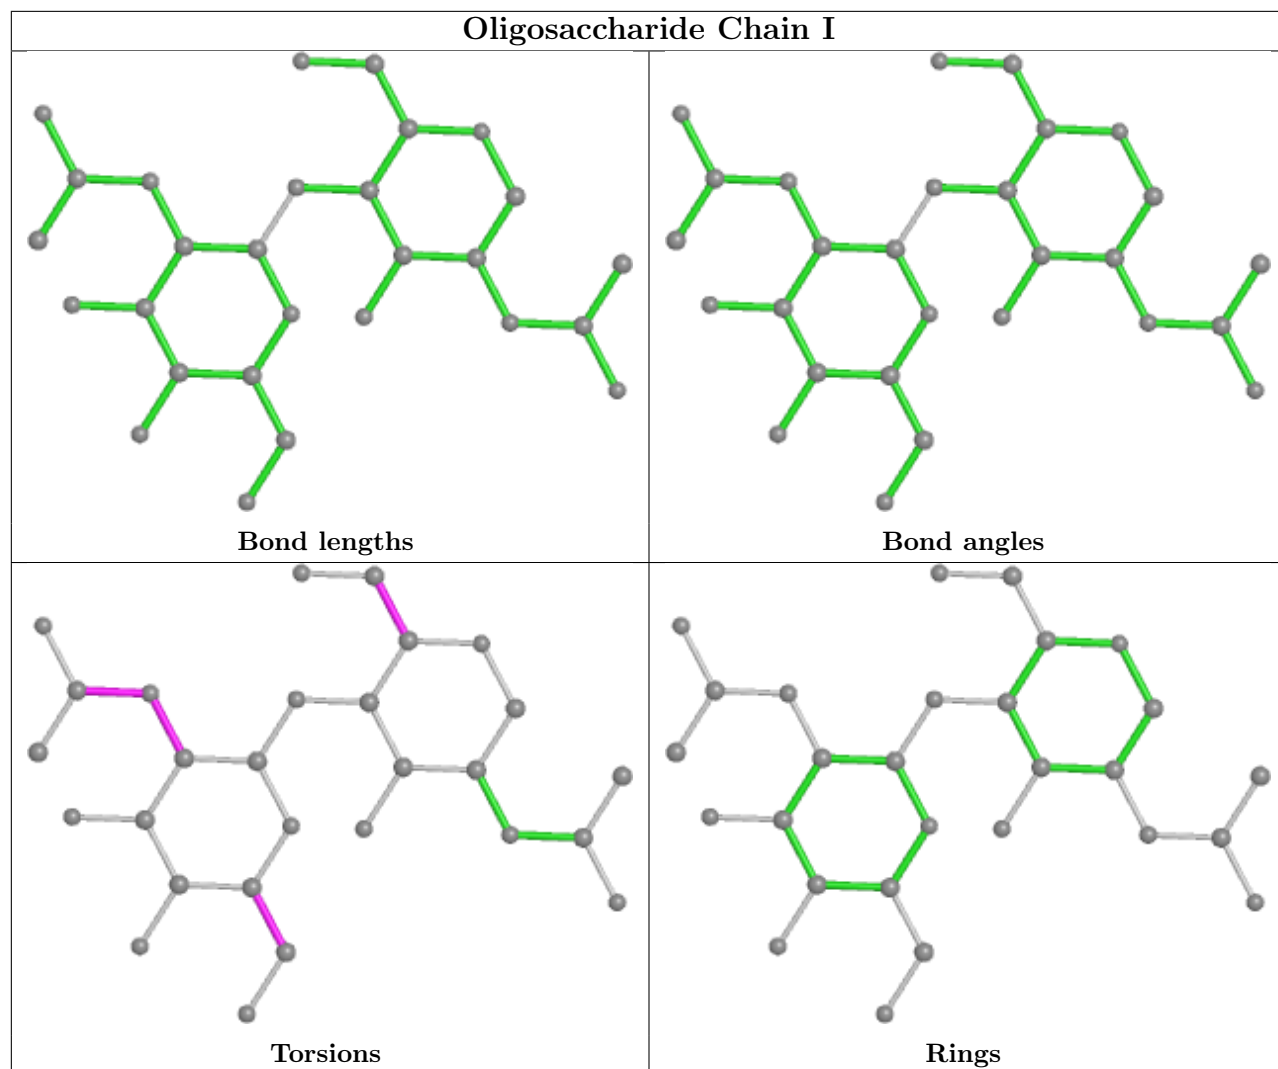 Oligosaccharide Chain I
Bond lengths
Bond angles
Torsions
Rings